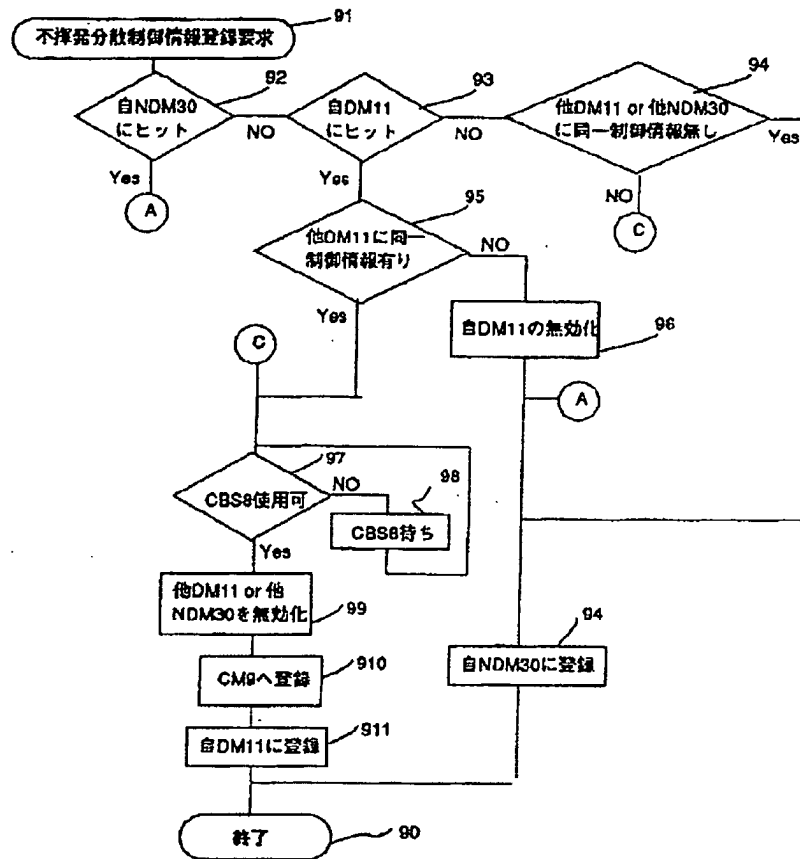 不揮発分散制御情報登録要求
91
92
自NDM30
にヒット
NO
Yes
A
93
自DM11
にヒット
NO
Yes
94
他DM11 or 他NDM30
に同一制御情報無し
Yes
NO
C
95
他DM11に同一
制御情報有り
NO
Yes
自DM11の無効化
96
C
A
97
CBS8使用可
NO
98
CBS8待ち
Yes
他DM11 or 他
NDM30を無効化
99
94
自NDM30に登録
CM9へ登録
910
自DM11に登録
911
終了
90